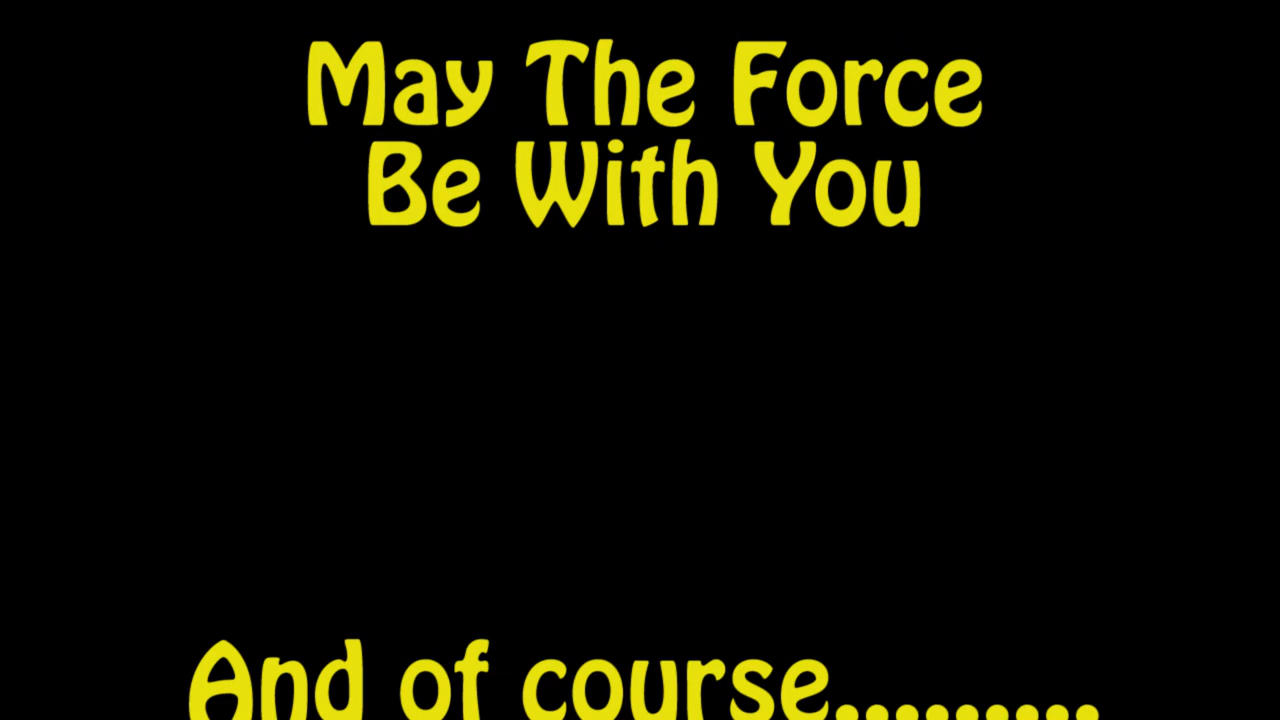 May The Force
Be With You
And of course.........